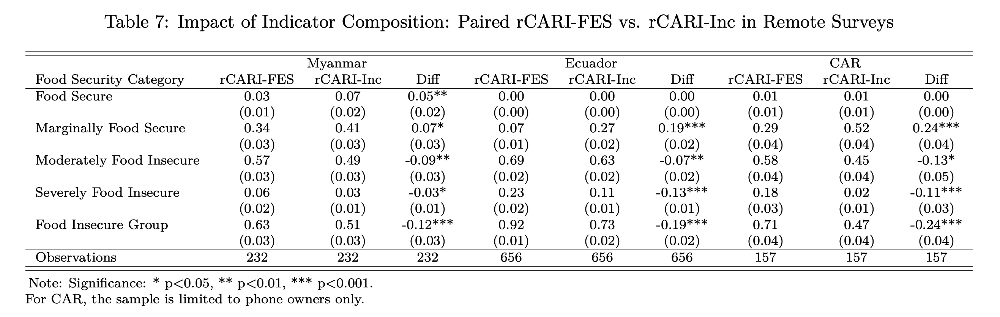 Table 7: Impact of Indicator Composition: Paired rCARI-FES vs. rCARI-Inc in Remote Surveys
Myanmar Ecuador CAR
Food Security Category rCARI-FES rCARI-Inc Diff rCARI-FES rCARI-Inc Diff rCARI-FES rCARI-Inc Diff
Food Secure 0.03 0.07 0.05** 0.00 0.00 0.00 0.01 0.01 0.00
(0.01) (0.02) (0.02) (0.00) (0.00) (0.00) (0.01) (0.01) (0.00)
Marginally Food Secure 0.34 0.41 0.07* 0.07 0.27 0.19*** 0.29 0.52 0.24***
(0.03) (0.03) (0.03) (0.01) (0.02) (0.02) (0.04) (0.04) (0.04)
Moderately Food Insecure 0.57 0.49 -0.09** 0.69 0.63 -0.07** 0.58 0.45 -0.13*
(0.03) (0.03) (0.03) (0.02) (0.02) (0.02) (0.04) (0.04) (0.05)
Severely Food Insecure 0.06 0.03 -0.03* 0.23 0.11 -0.13*** 0.18 0.02 -0.11***
(0.02) (0.01) (0.01) (0.02) (0.01) (0.01) (0.03) (0.01) (0.03)
Food Insecure Group 0.63 0.51 -0.12*** 0.92 0.73 -0.19*** 0.71 0.47 -0.24***
(0.03) (0.03) (0.03) (0.01) (0.02) (0.02) (0.04) (0.04) (0.04)
Observations 232 232 232 656 656 656 157 157 157
Note: Significance: * p<0.05, ** p<0.01, *** p<0.001.
For CAR, the sample is limited to phone owners only.